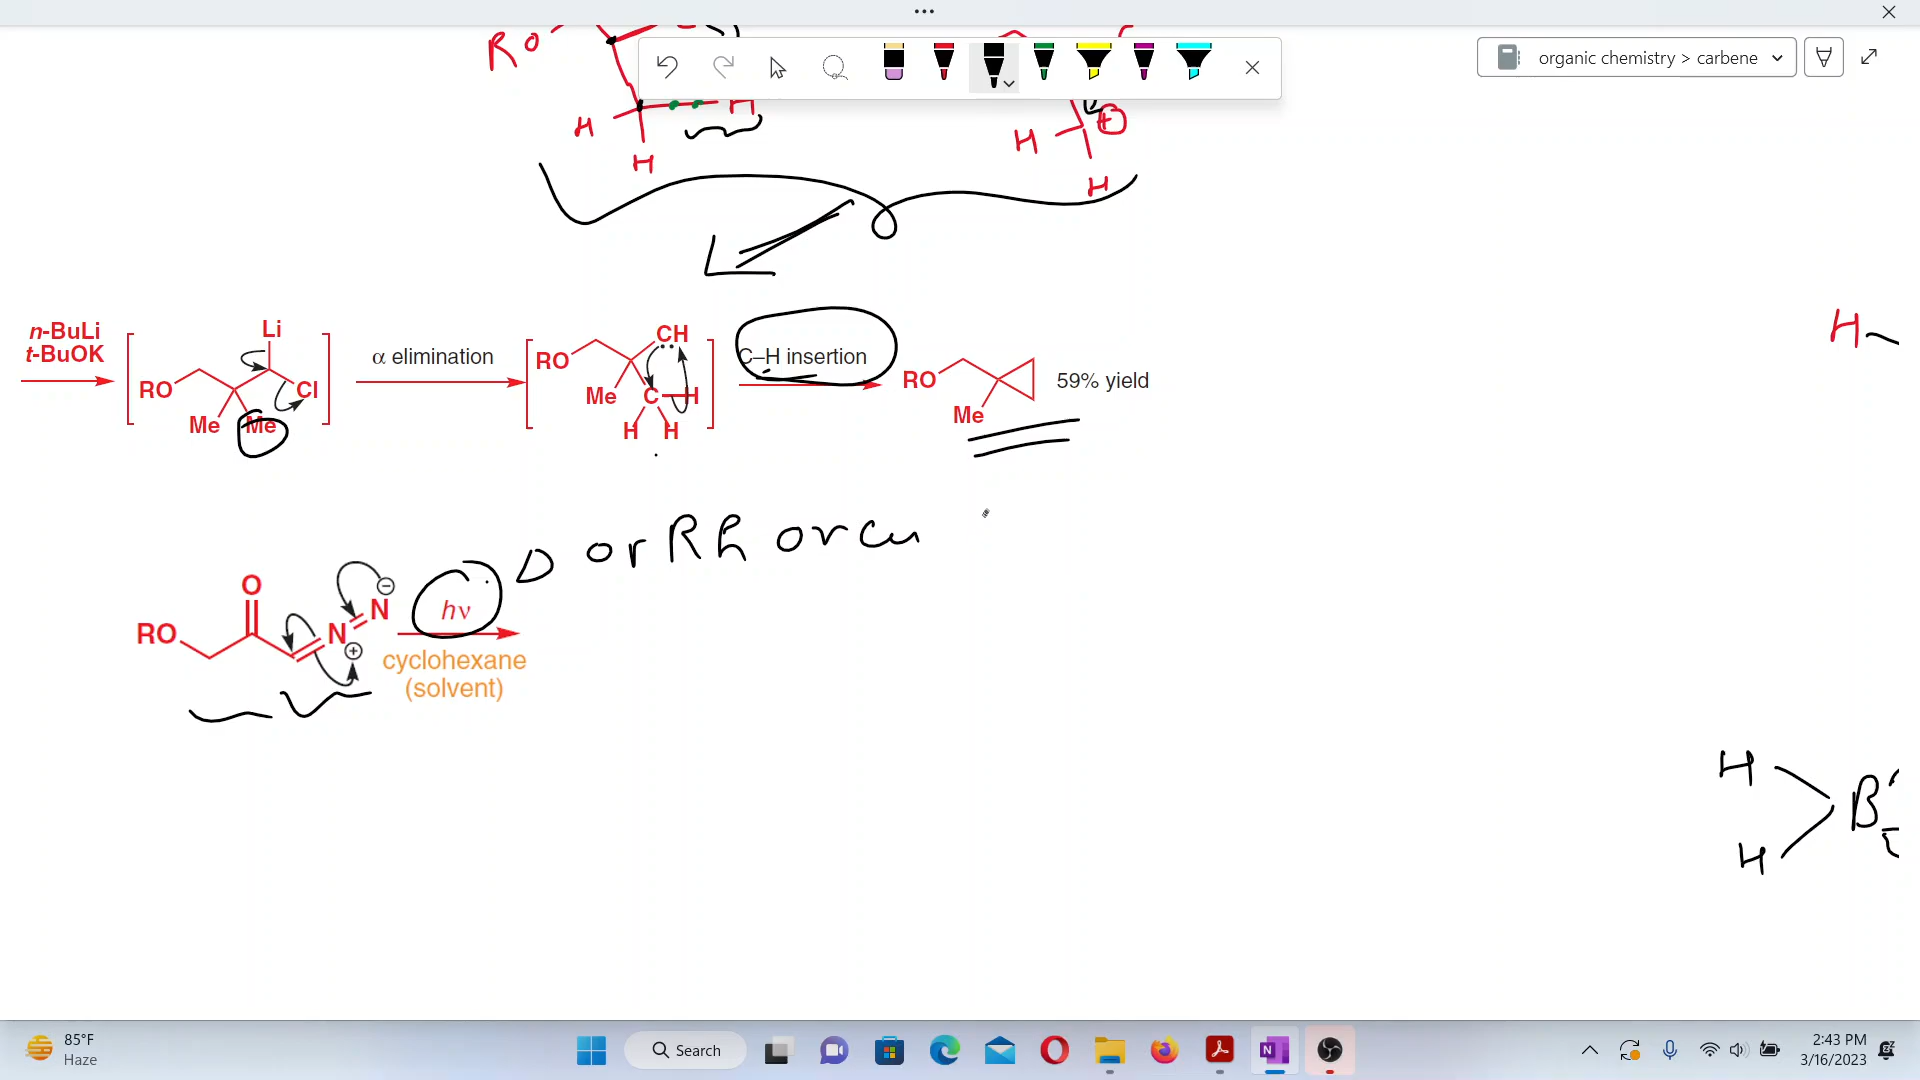 organic chemistry > carbene
RO
H
H
H
H
H
H
n-BuLi
t-BuOK
Li
RO
Cl
Me
Me
α elimination
CH
RO
Me
C
H
H
H
C–H insertion
RO
Me
59% yield
H
Δ or Rh or Cu
O
RO
N
N
hν
cyclohexane
(solvent)
H
B
H
85°F
Haze
Search
2:43 PM
3/16/2023